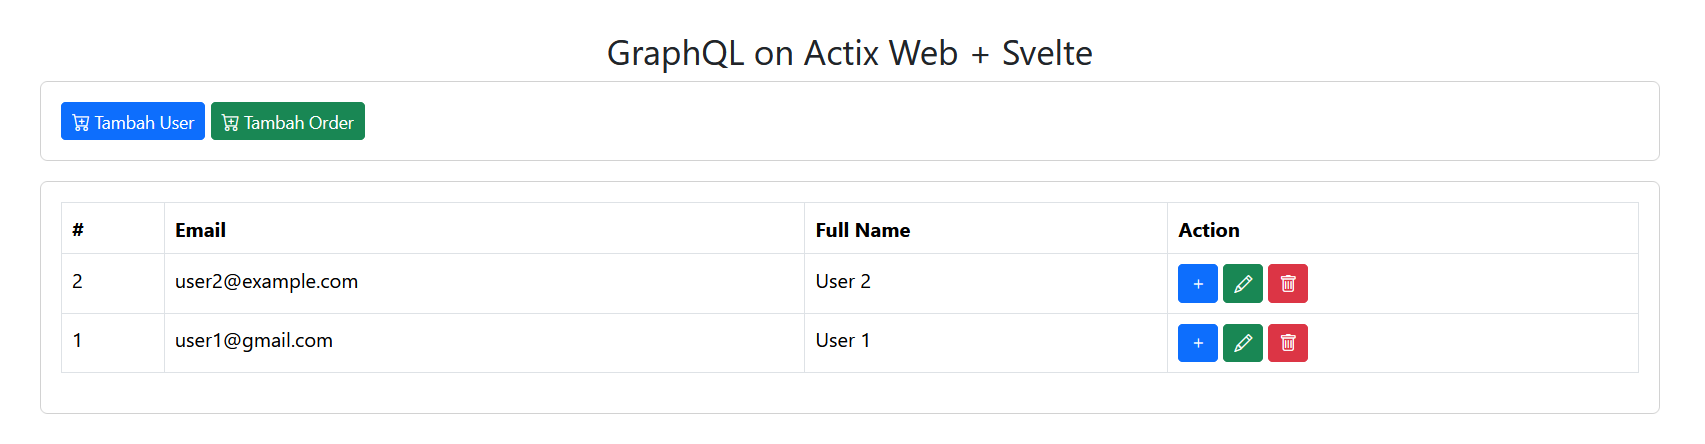 GraphQL on Actix Web + Svelte
Tambah User Tambah Order
# Email Full Name Action
2 user2@example.com User 2 +
1 user1@gmail.com User 1 +